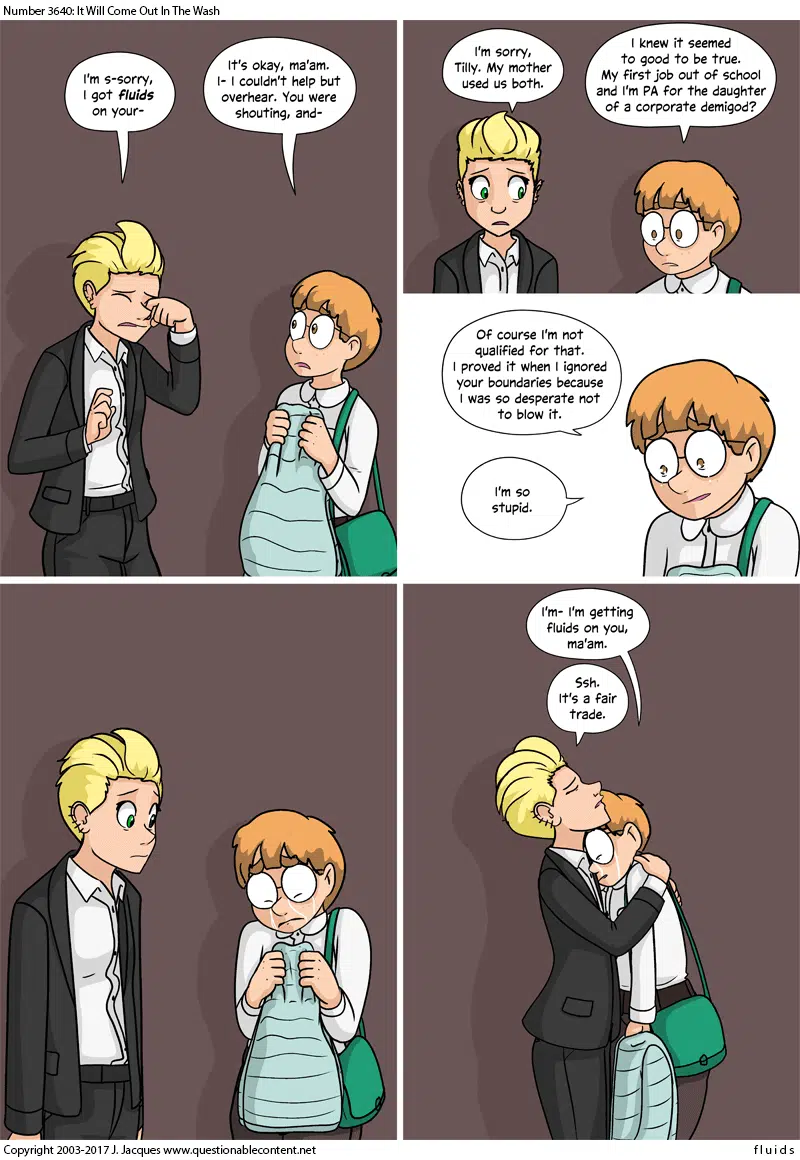 Number 3640: It Will Come Out In The Wash
I'm s-sorry,
I got fluids
on your-
It's okay, ma'am.
I- I couldn't help but
overhear. You were
shouting, and-
I'm sorry,
Tilly. My mother
used us both.
I knew it seemed
to good to be true.
My first job out of school
and I'm PA for the daughter
of a corporate demigod?
Of course I'm not
qualified for that.
I proved it when I ignored
your boundaries because
I was so desperate not
to blow it.
I'm so
stupid.
I'm- I'm getting
fluids on you,
ma'am.
Ssh.
It's a fair
trade.
Copyright 2003-2017 J. Jacques www.questionablecontent.net
fluids